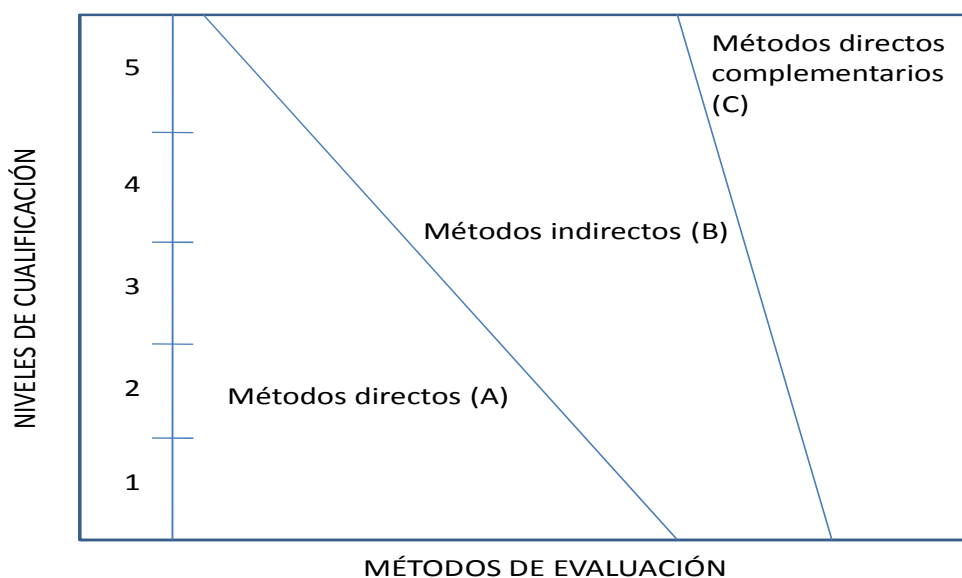 Métodos directos
complementarios
(C)
5
4
Métodos indirectos (B)
3
2
Métodos directos (A)
1
NIVELES DE CUALIFICACIÓN
MÉTODOS DE EVALUACIÓN